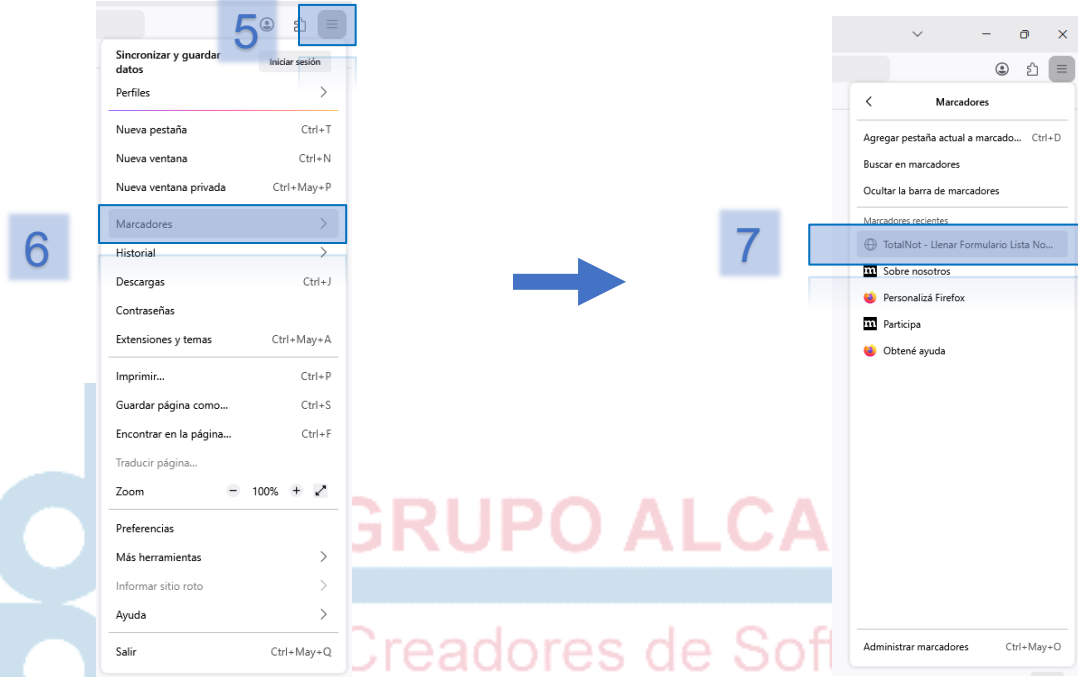 5
Sincronizar y guardar
datos
Iniciar sesión
Perfiles
Nueva pestaña Ctrl+T
Nueva ventana Ctrl+N
Nueva ventana privada Ctrl+May+P
6
Marcadores
Historial
Descargas Ctrl+J
Contraseñas
Extensiones y temas Ctrl+May+A
Imprimir... Ctrl+P
Guardar página como... Ctrl+S
Encontrar en la página... Ctrl+F
Traducir página...
Zoom − 100% +
Preferencias
Más herramientas
Informar sitio roto
Ayuda
Salir Ctrl+May+Q
7
Marcadores
Agregar pestaña actual a marcado... Ctrl+D
Buscar en marcadores
Ocultar la barra de marcadores
Marcadores recientes
TotalNot - Llenar Formulario Lista No...
m Sobre nosotros
Personalizá Firefox
m Participa
Obtené ayuda
Administrar marcadores Ctrl+May+O
GRUPO ALCA
Creadores de Soft